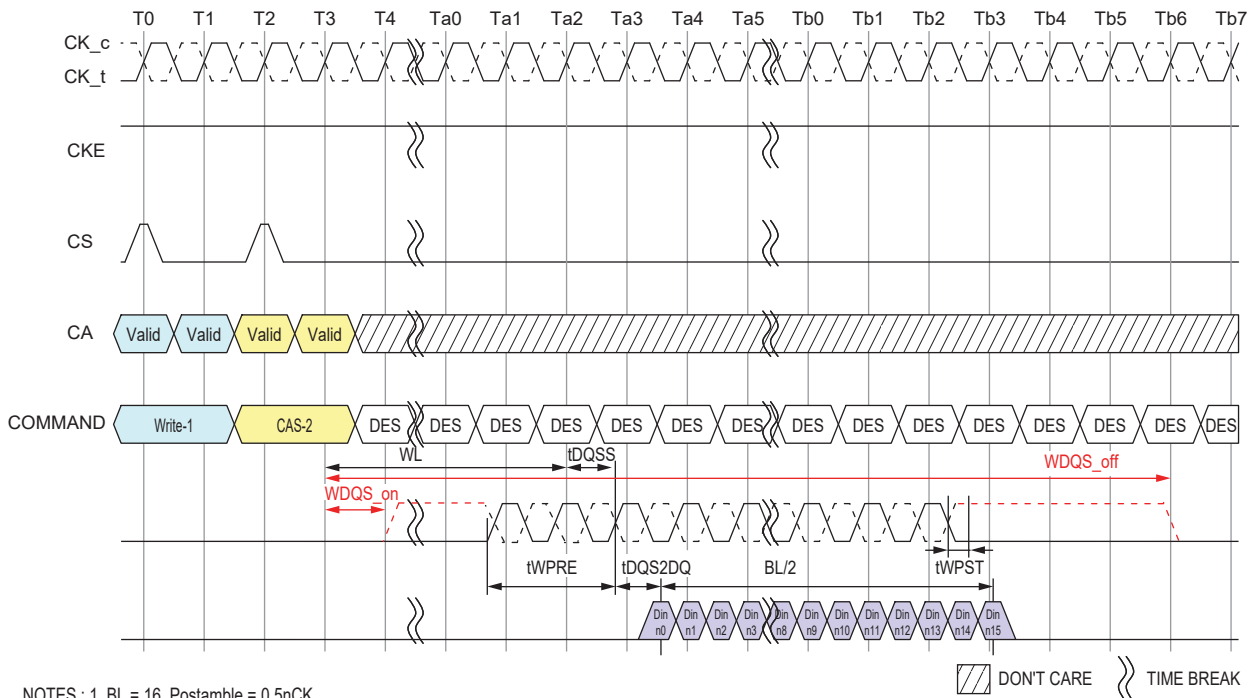 T0 T1 T2 T3 T4 Ta0 Ta1 Ta2 Ta3 Ta4 Ta5 Tb0 Tb1 Tb2 Tb3 Tb4 Tb5 Tb6 Tb7
CK_c
CK_t
CKE
CS
CA Valid Valid Valid Valid
COMMAND Write-1 CAS-2 DES DES DES DES DES DES DES DES DES DES DES DES DES DES DES
WL tDQSS WDQS_off
WDQS_on
tWPRE tDQS2DQ BL/2 tWPST
Din n0 Din n1 Din n2 Din n3 Din n8 Din n9 Din n10 Din n11 Din n12 Din n13 Din n14 Din n15
DON'T CARE TIME BREAK
NOTES : 1. BL = 16, Postamble = 0.5nCK